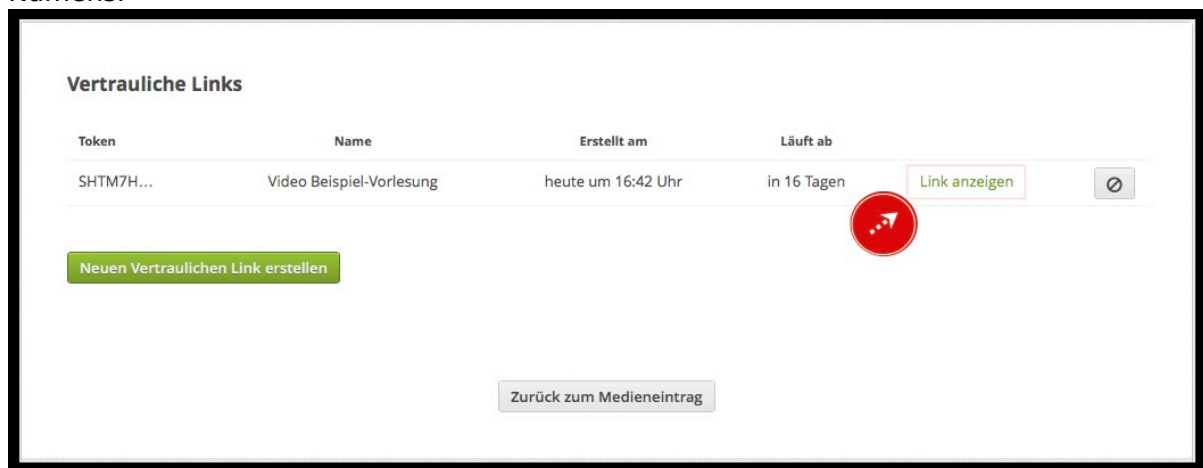 Vertrauliche Links
Token Name Erstellt am Läuft ab
SHTM7H... Video Beispiel-Vorlesung heute um 16:42 Uhr in 16 Tagen Link anzeigen
Neuen Vertraulichen Link erstellen
Zurück zum Medieneintrag